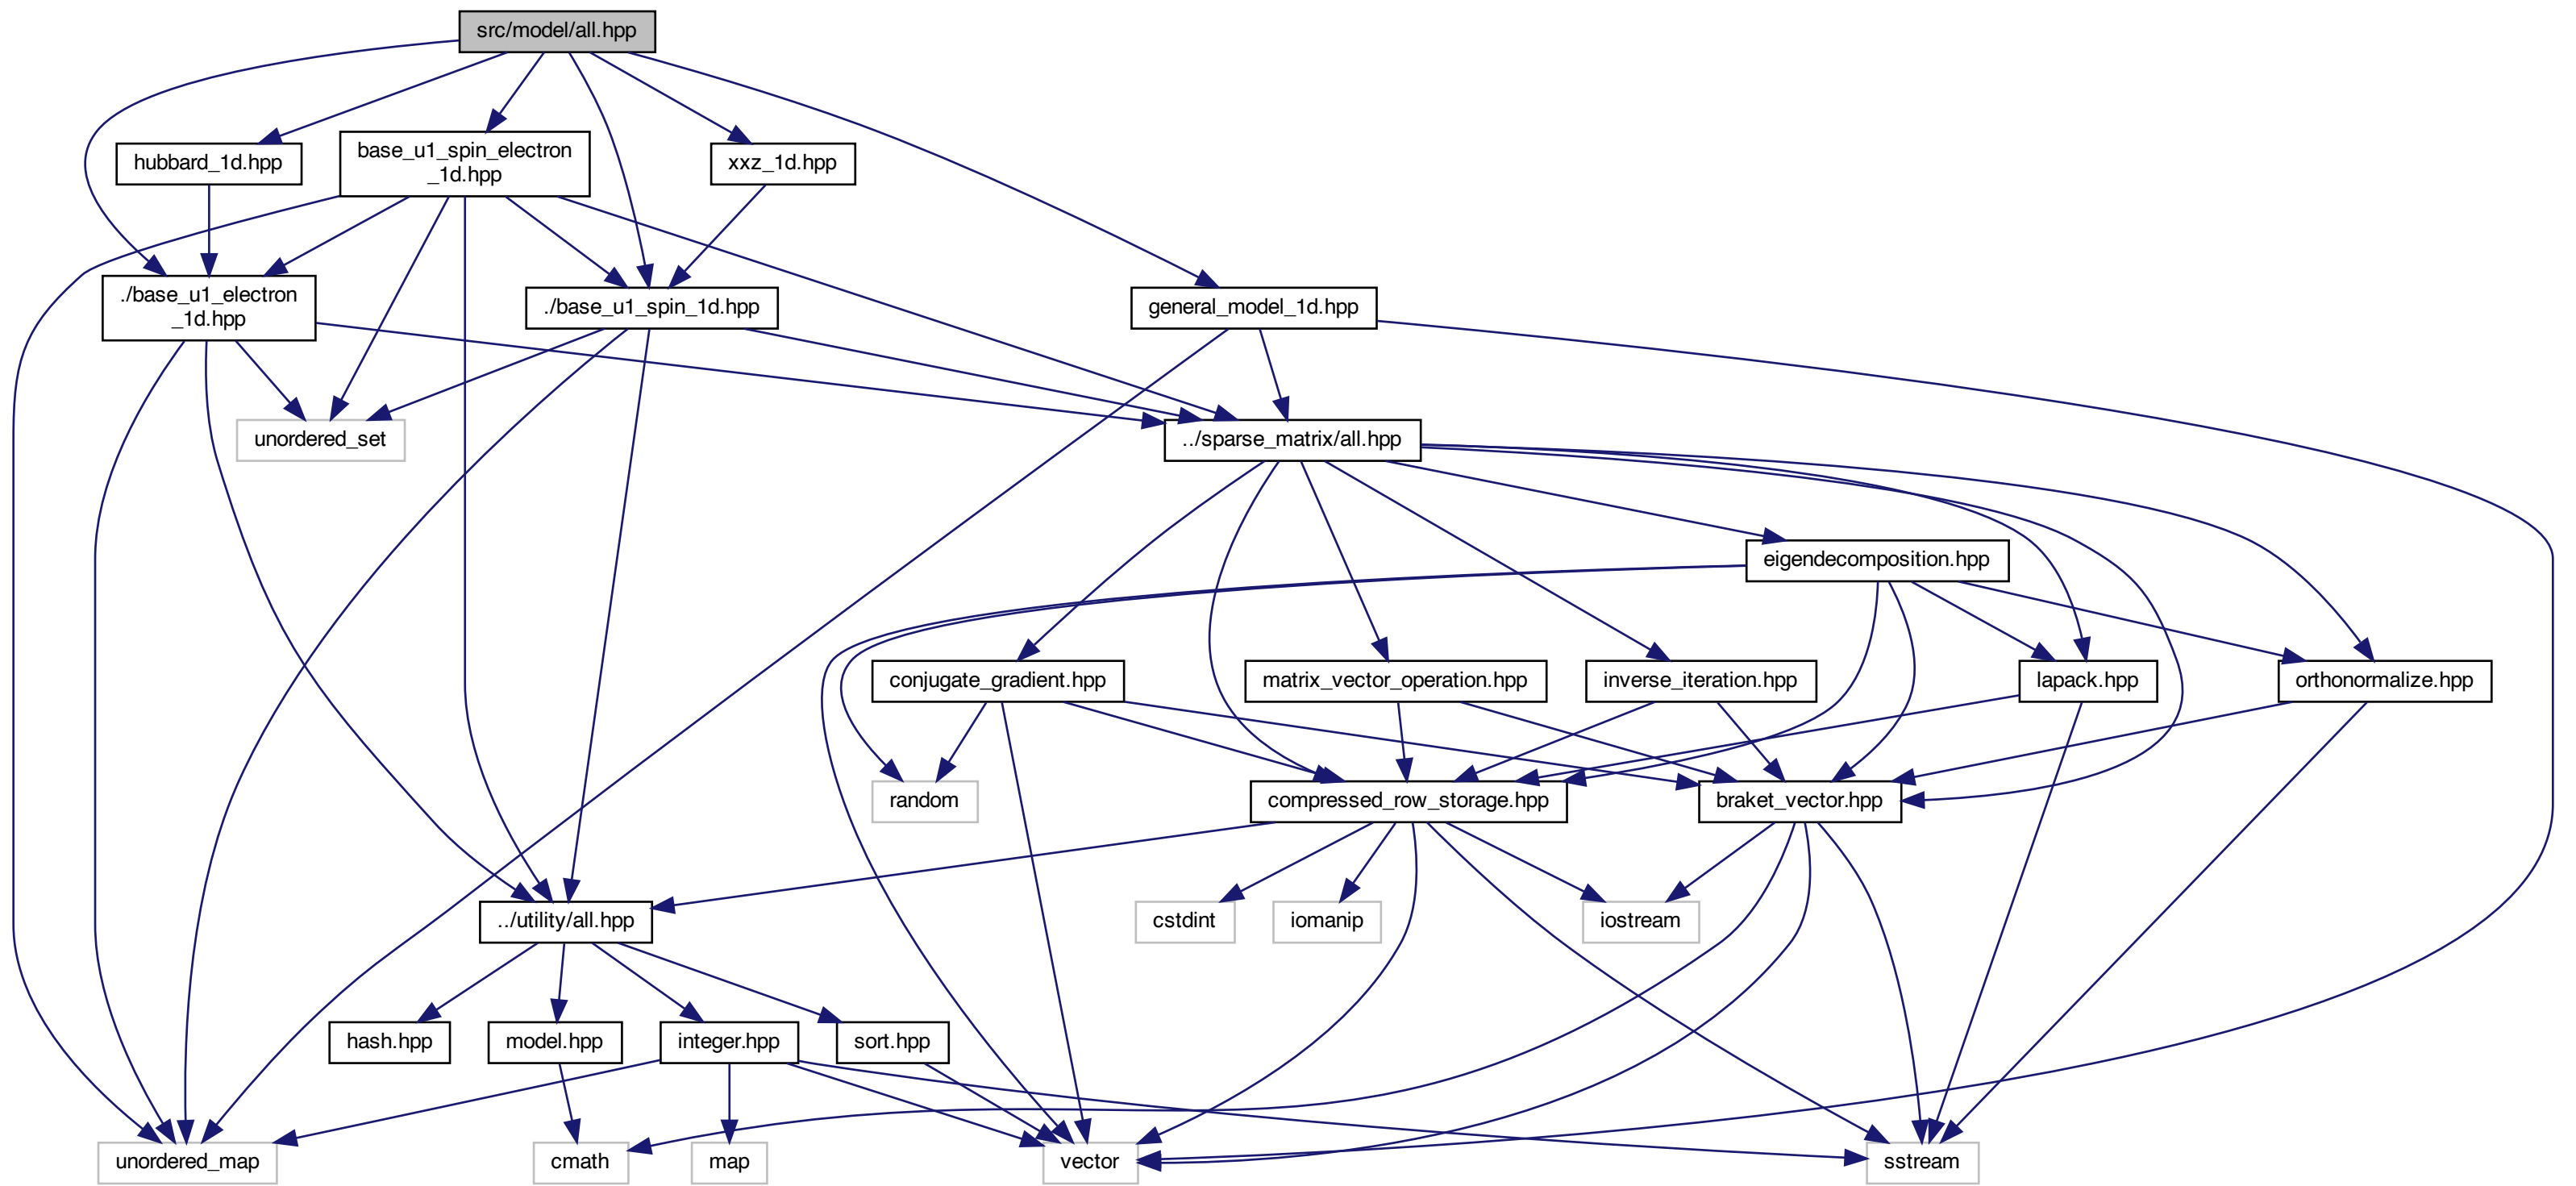 src/model/all.hpp
hubbard_1d.hpp
base_u1_spin_electron
_1d.hpp
xxz_1d.hpp
./base_u1_electron
_1d.hpp
./base_u1_spin_1d.hpp
general_model_1d.hpp
unordered_set
../sparse_matrix/all.hpp
eigendecomposition.hpp
conjugate_gradient.hpp
matrix_vector_operation.hpp
inverse_iteration.hpp
lapack.hpp
orthonormalize.hpp
random
compressed_row_storage.hpp
braket_vector.hpp
../utility/all.hpp
cstdint
iomanip
iostream
hash.hpp
model.hpp
integer.hpp
sort.hpp
unordered_map
cmath
map
vector
sstream